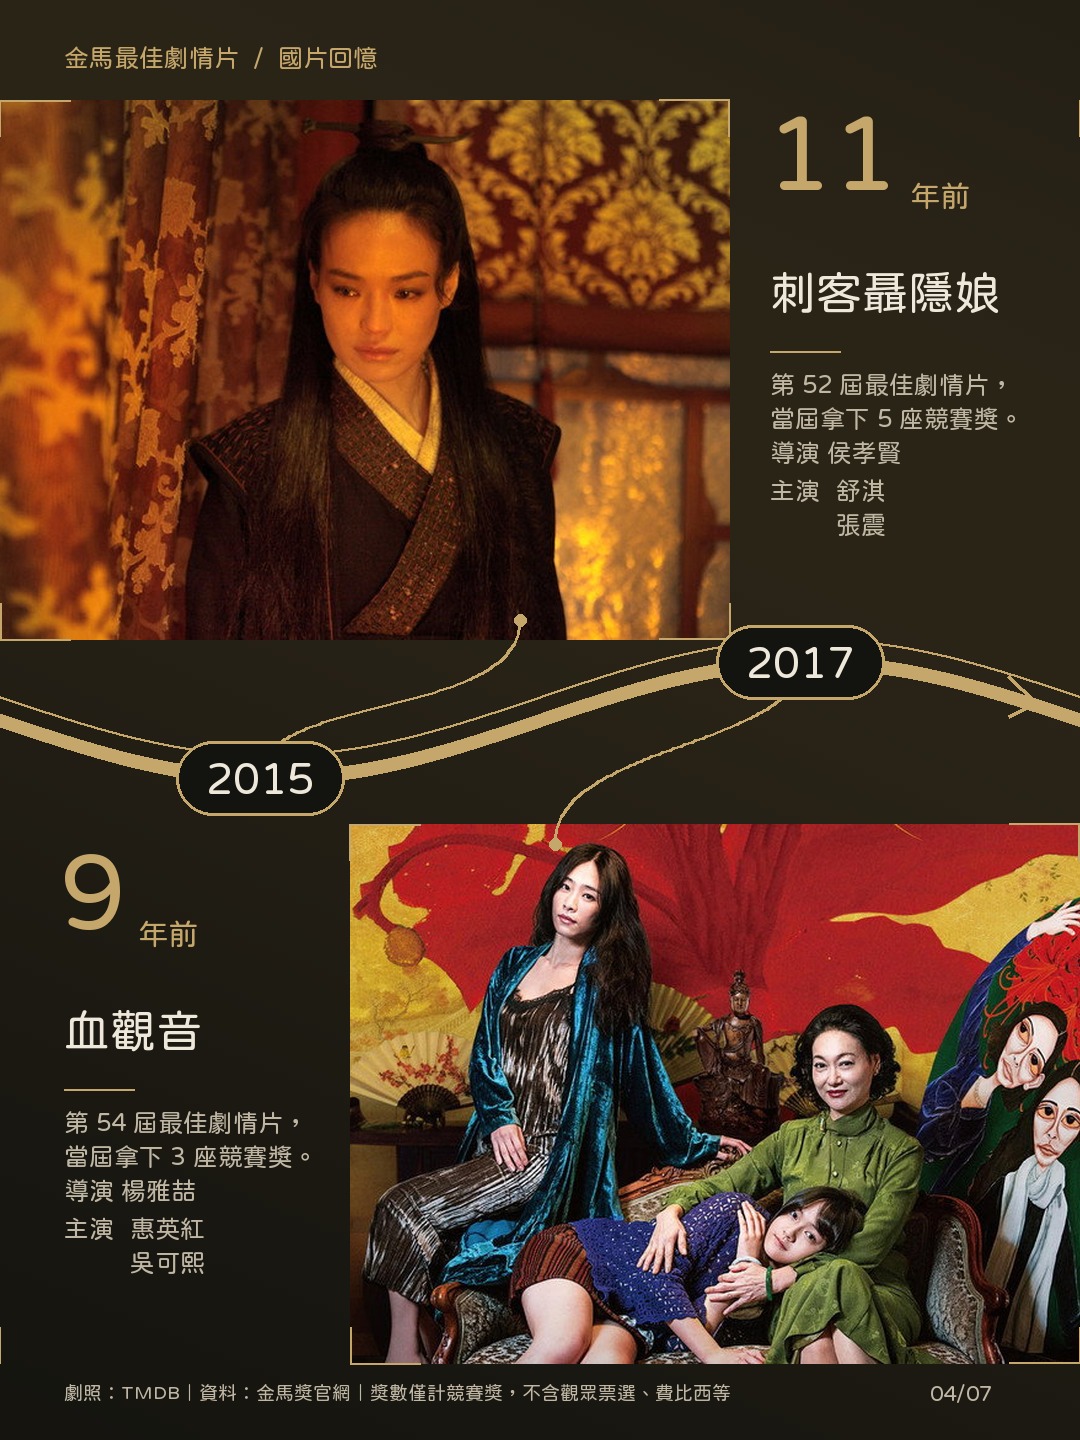 金馬最佳劇情片 / 國片回憶
11 年前
刺客聶隱娘
第 52 屆最佳劇情片，
當屆拿下 5 座競賽獎。
導演 侯孝賢
主演 舒淇
張震
2017
2015
9 年前
血觀音
第 54 屆最佳劇情片，
當屆拿下 3 座競賽獎。
導演 楊雅喆
主演 惠英紅
吳可熙
劇照：TMDB｜資料：金馬獎官網｜獎數僅計競賽獎，不含觀眾票選、費比西等
04/07